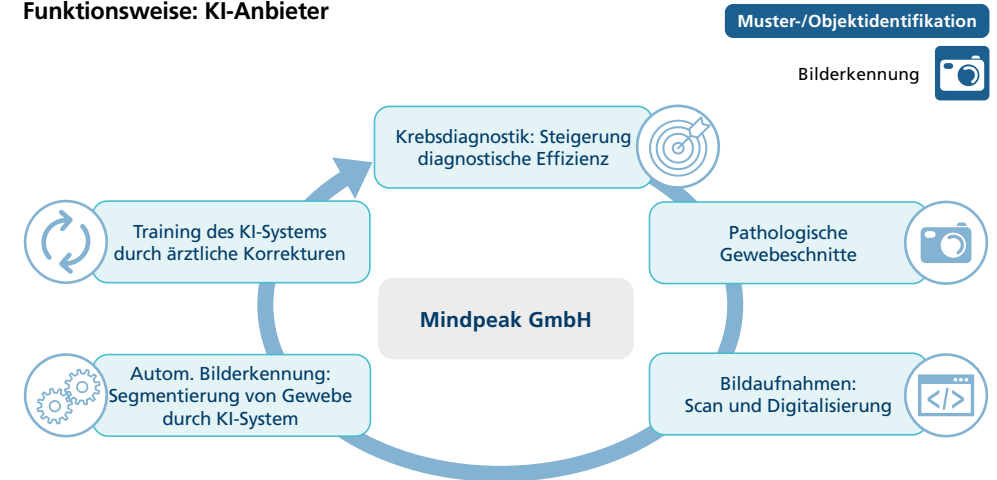 Funktionsweise: KI-Anbieter
Muster-/Objektidentifikation
Bilderkennung
Krebsdiagnostik: Steigerung
diagnostische Effizienz
Training des KI-Systems
durch ärztliche Korrekturen
Pathologische
Gewebeschnitte
Mindpeak GmbH
Autom. Bilderkennung:
Segmentierung von Gewebe
durch KI-System
Bildaufnahmen:
Scan und Digitalisierung
</>